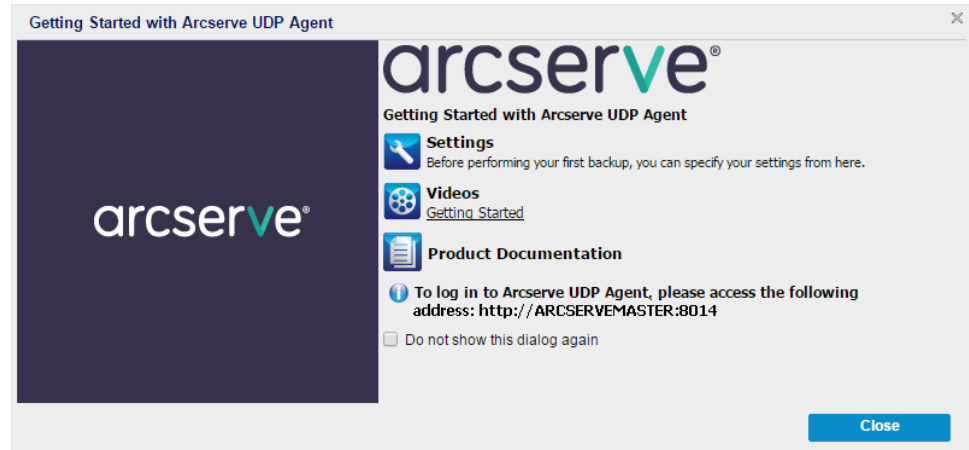 Getting Started with Arcserve UDP Agent
arcserve®
arcserve®
Getting Started with Arcserve UDP Agent
Settings
Before performing your first backup, you can specify your settings from here.
Videos
Getting Started
Product Documentation
To log in to Arcserve UDP Agent, please access the following
address: http://ARCSERVEMASTER:8014
Do not show this dialog again
Close